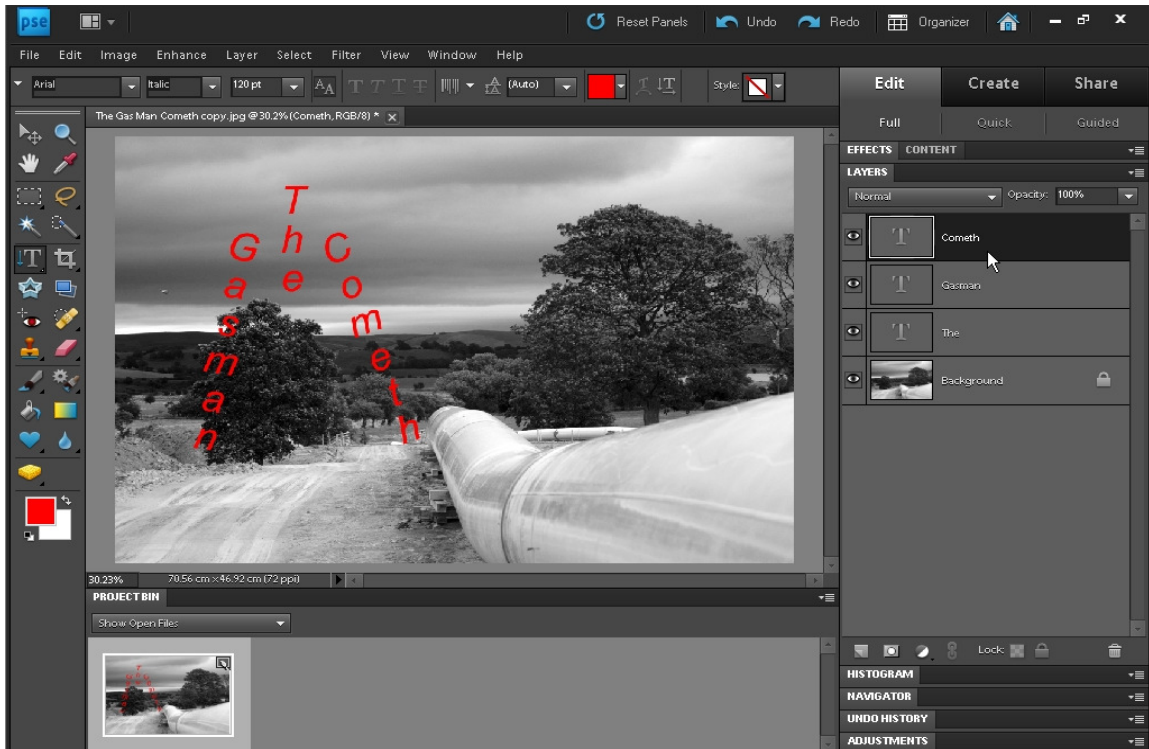 pse
Reset Panels Undo Redo Organizer
File Edit Image Enhance Layer Select Filter View Window Help
Arial Italic 120 pt (Auto) Style:
Edit Create Share
Full Quick Guided
The Gas Man Cometh copy.jpg @ 30.2% (Cometh, RGB/8) *
EFFECTS CONTENT
LAYERS
Normal Opacity: 100%
Cometh
Gasman
The
Background
The
Gasman
Cometh
30.23% 70.56 cm x 46.92 cm (72 ppi)
PROJECT BIN
Show Open Files
Lock:
HISTOGRAM
NAVIGATOR
UNDO HISTORY
ADJUSTMENTS